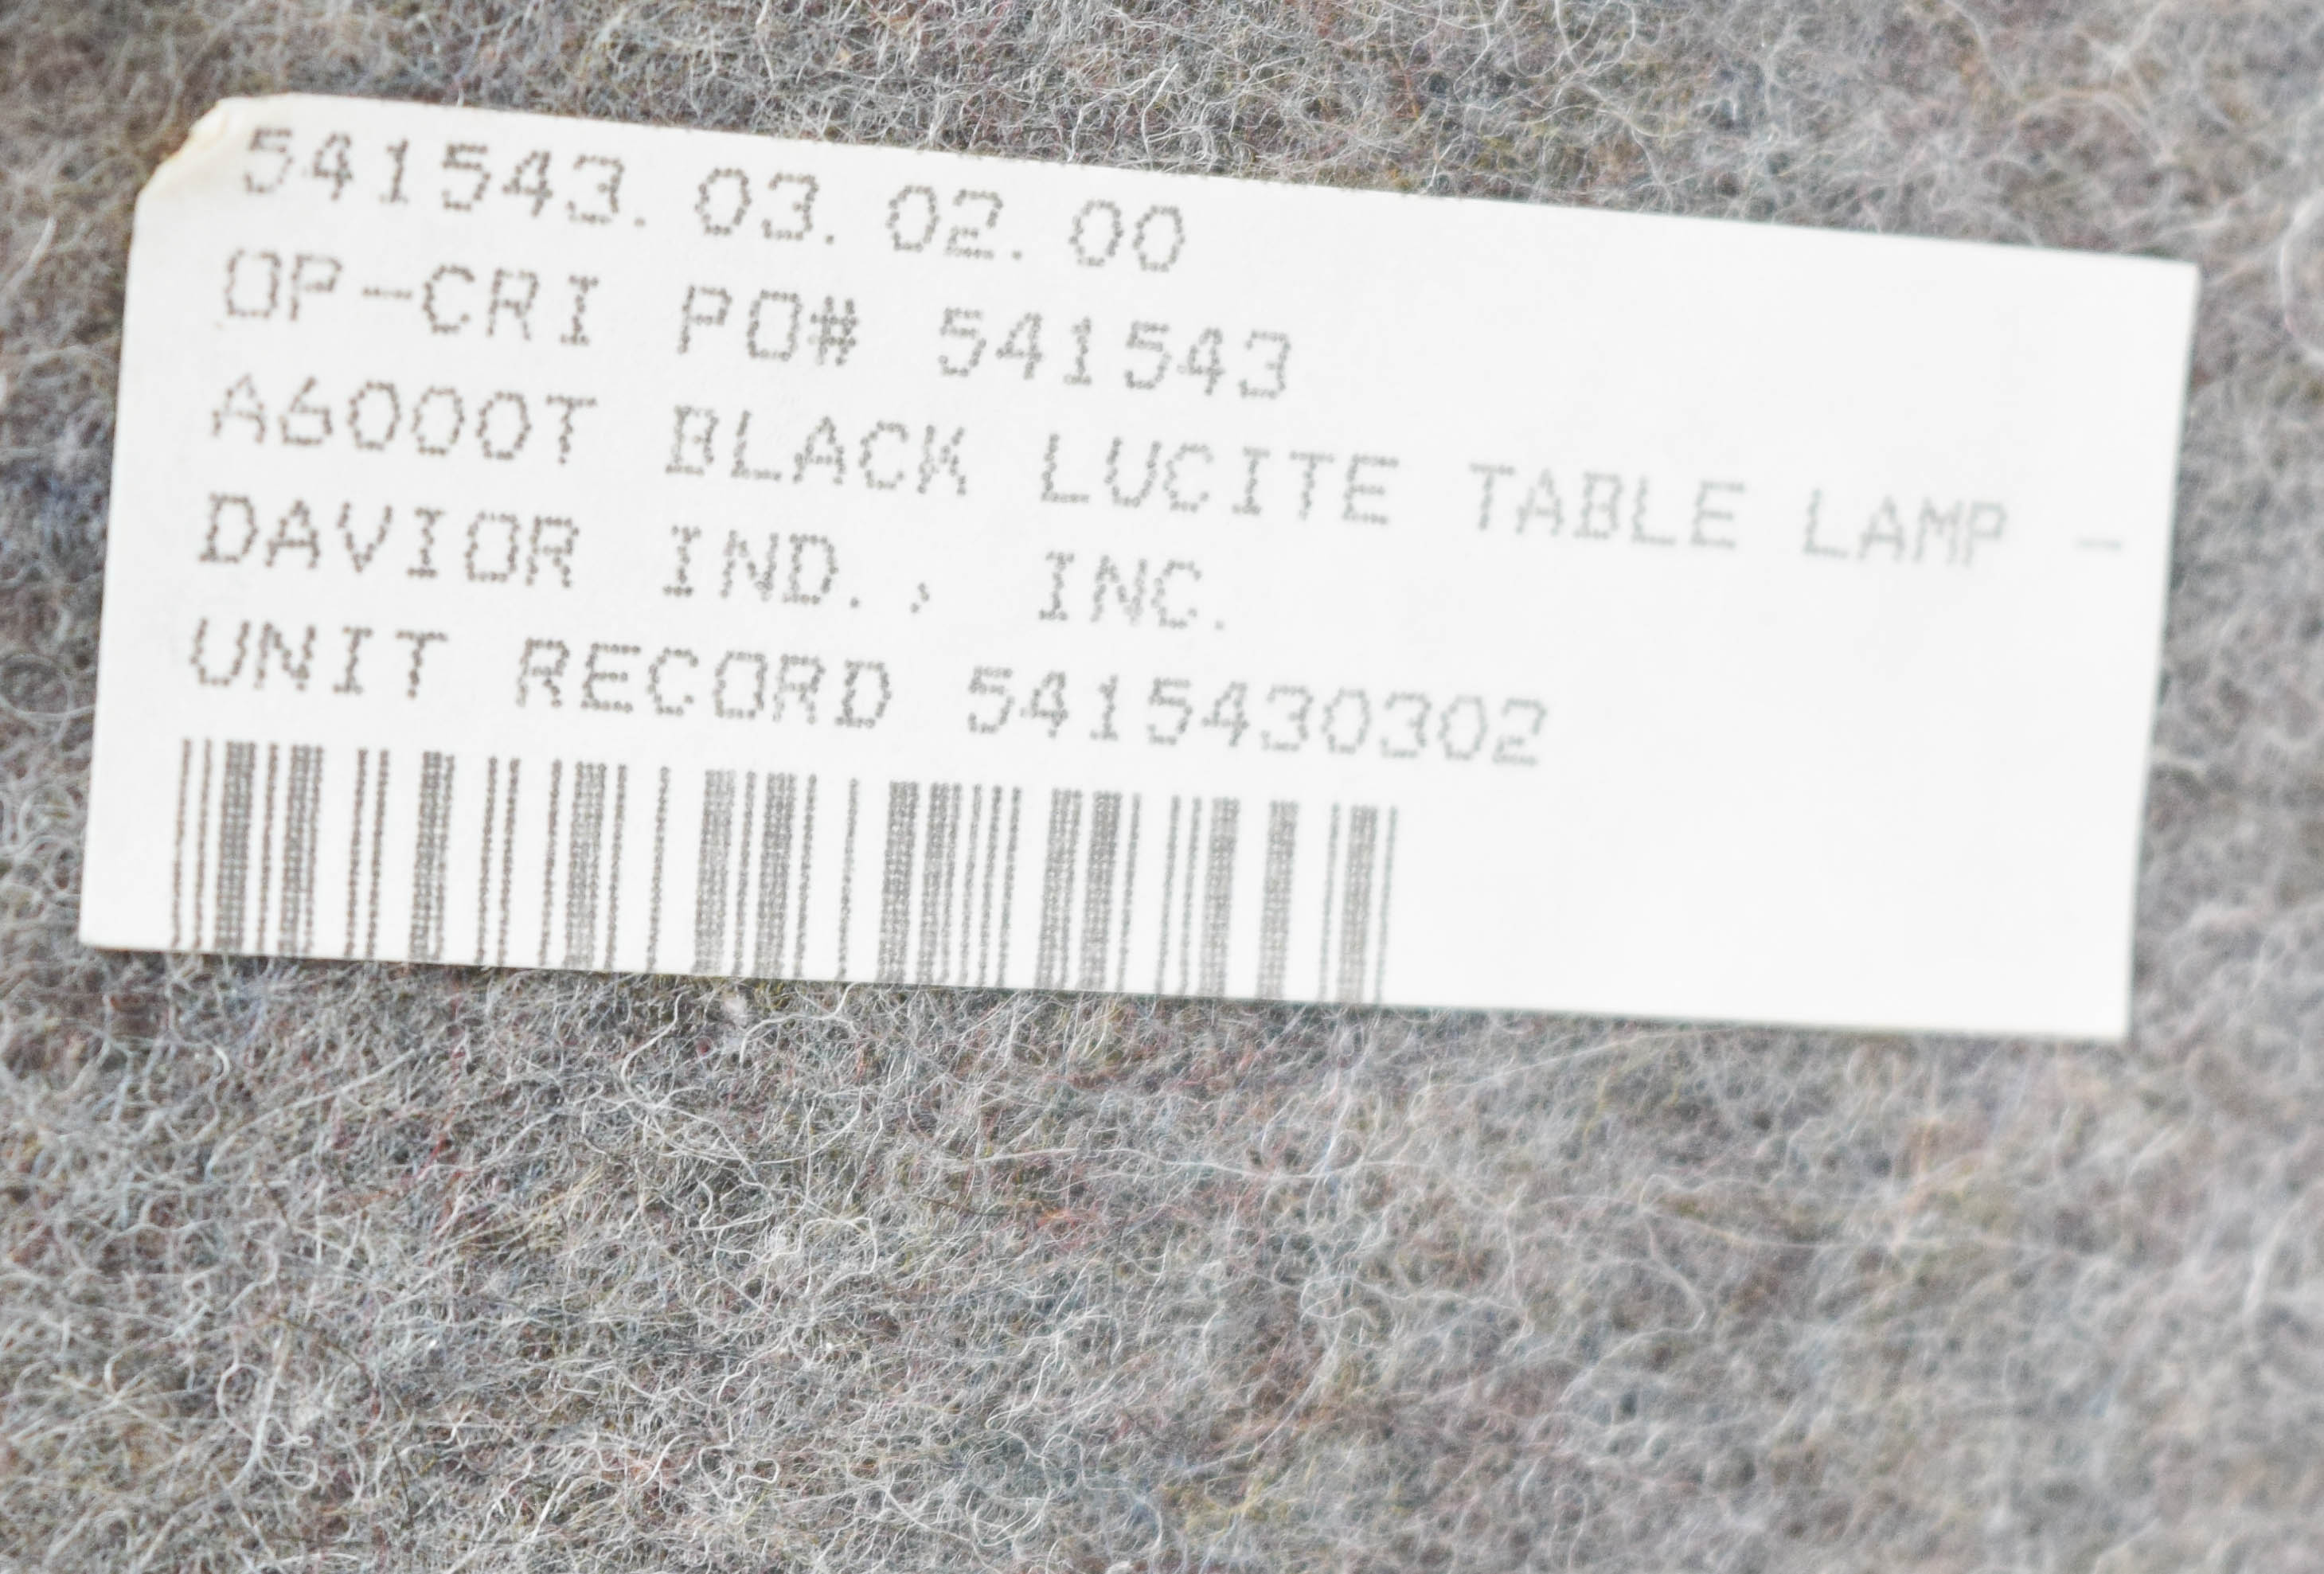 541543.03.02.00
OP-CRI PO# 541543
A6000T BLACK LUCITE TABLE LAMP -
DAVIOR IND., INC.
UNIT RECORD 5415430302